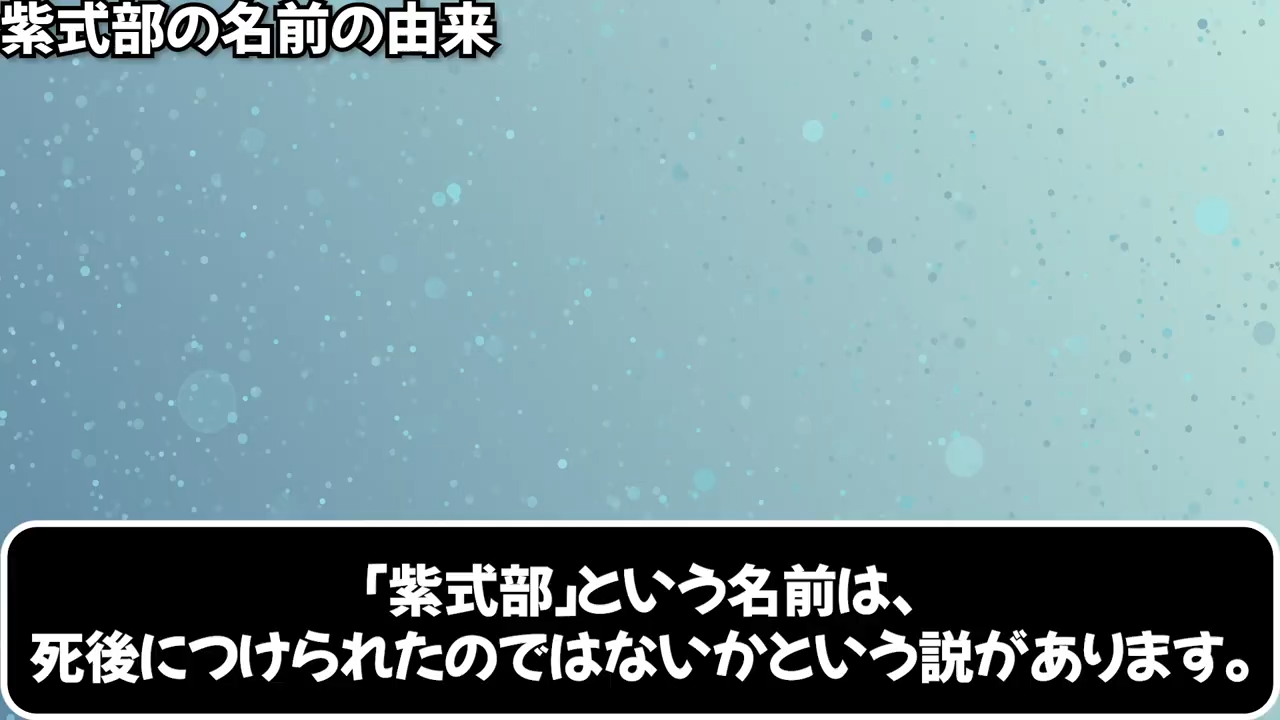 紫式部の名前の由来
「紫式部」という名前は、
死後につけられたのではないかという説があります。